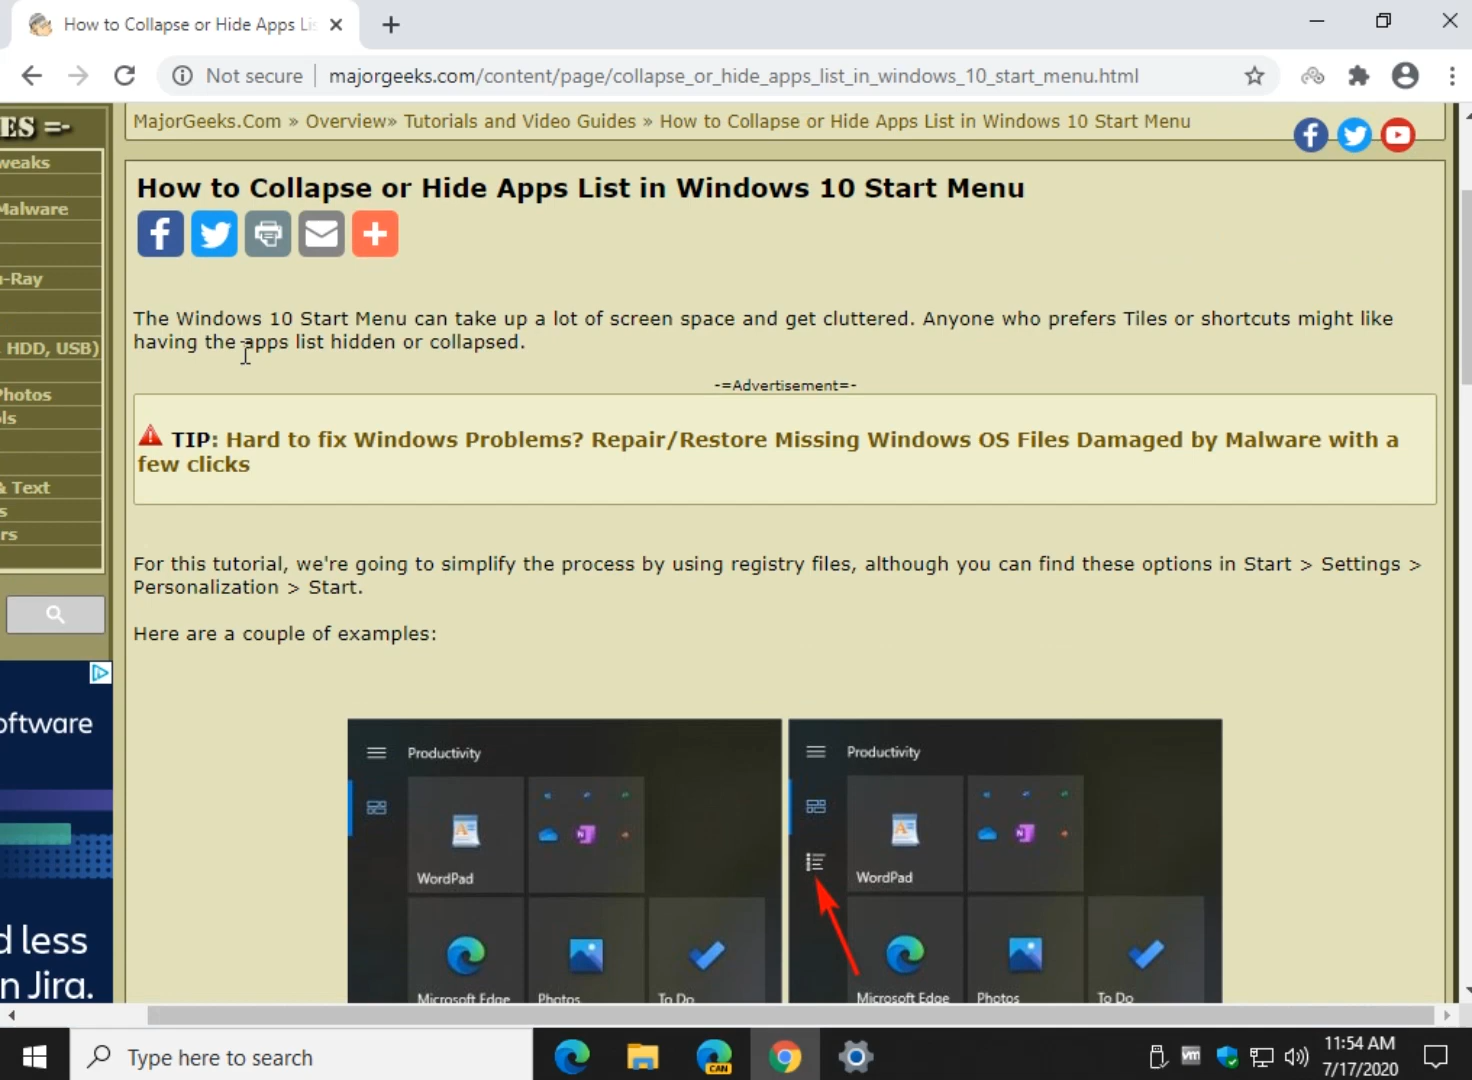 How to Collapse or Hide Apps Li
Not secure
majorgeeks.com/content/page/collapse_or_hide_apps_list_in_windows_10_start_menu.html
ES =-
weaks
Malware
-Ray
HDD, USB)
Photos
ls
& Text
s
rs
oftware
d less
n Jira.
MajorGeeks.Com » Overview» Tutorials and Video Guides » How to Collapse or Hide Apps List in Windows 10 Start Menu
How to Collapse or Hide Apps List in Windows 10 Start Menu
The Windows 10 Start Menu can take up a lot of screen space and get cluttered. Anyone who prefers Tiles or shortcuts might like
having the apps list hidden or collapsed.
-=Advertisement=-
TIP: Hard to fix Windows Problems? Repair/Restore Missing Windows OS Files Damaged by Malware with a
few clicks
For this tutorial, we're going to simplify the process by using registry files, although you can find these options in Start > Settings >
Personalization > Start.
Here are a couple of examples:
Productivity
WordPad
Microsoft Edge
Photos
To Do
Productivity
WordPad
Microsoft Edge
Photos
To Do
Type here to search
CAN
vm
11:54 AM
7/17/2020